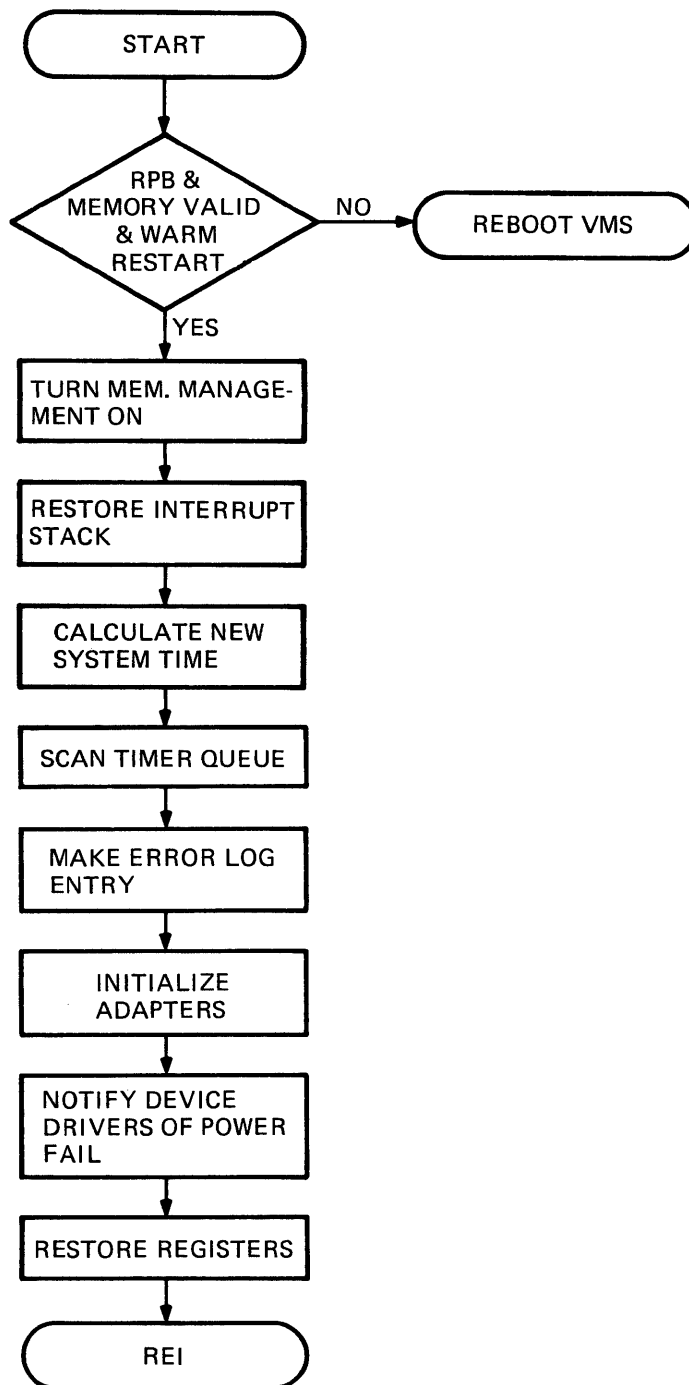 START
RPB &
MEMORY VALID
& WARM
RESTART
NO
REBOOT VMS
YES
TURN MEM. MANAGE-
MENT ON
RESTORE INTERRUPT
STACK
CALCULATE NEW
SYSTEM TIME
SCAN TIMER QUEUE
MAKE ERROR LOG
ENTRY
INITIALIZE
ADAPTERS
NOTIFY DEVICE
DRIVERS OF POWER
FAIL
RESTORE REGISTERS
REI